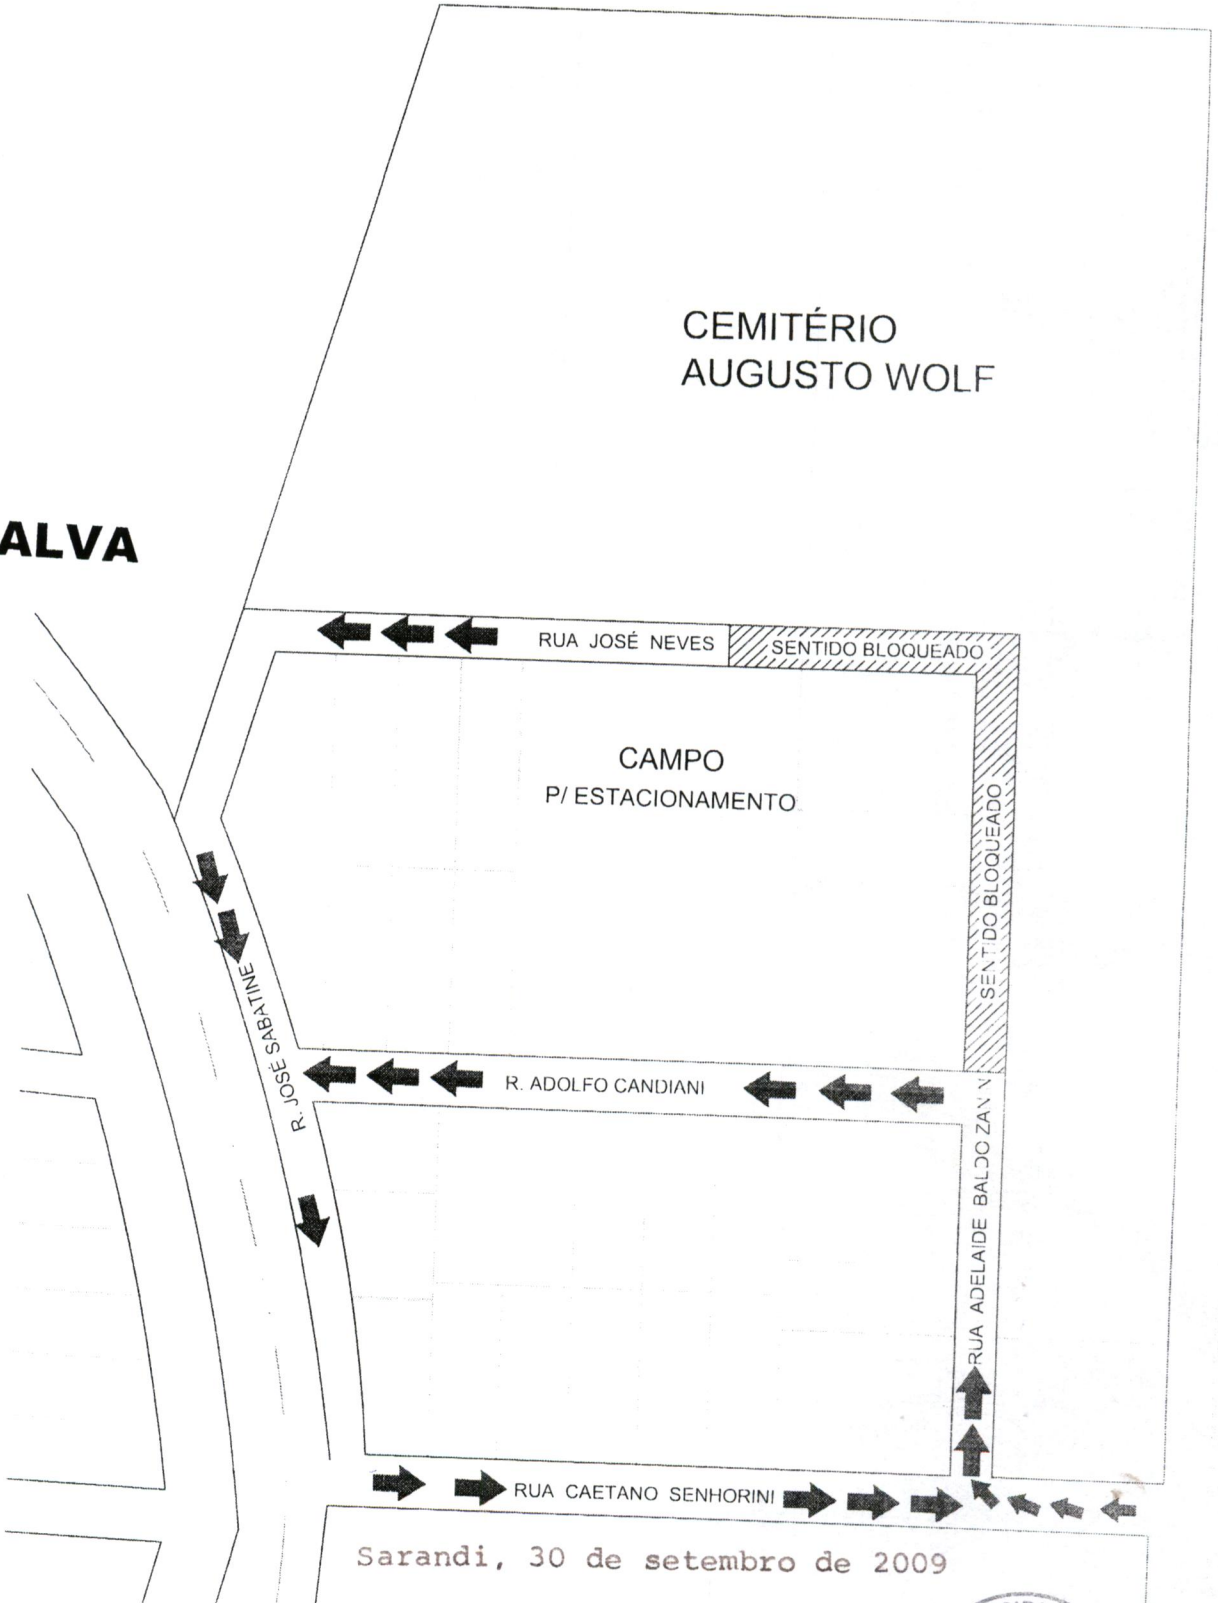 CEMITÉRIO
AUGUSTO WOLF
ALVA
RUA JOSÉ NEVES
SENTIDO BLOQUEADO
CAMPO
P/ ESTACIONAMENTO
SENTIDO BLOQUEADO
R. JOSÉ SABATINE
R. ADOLFO CANDIANI
RUA ADELAIDE BALDO
RUA CAETANO SENHORINI
Sarandi, 30 de setembro de 2009